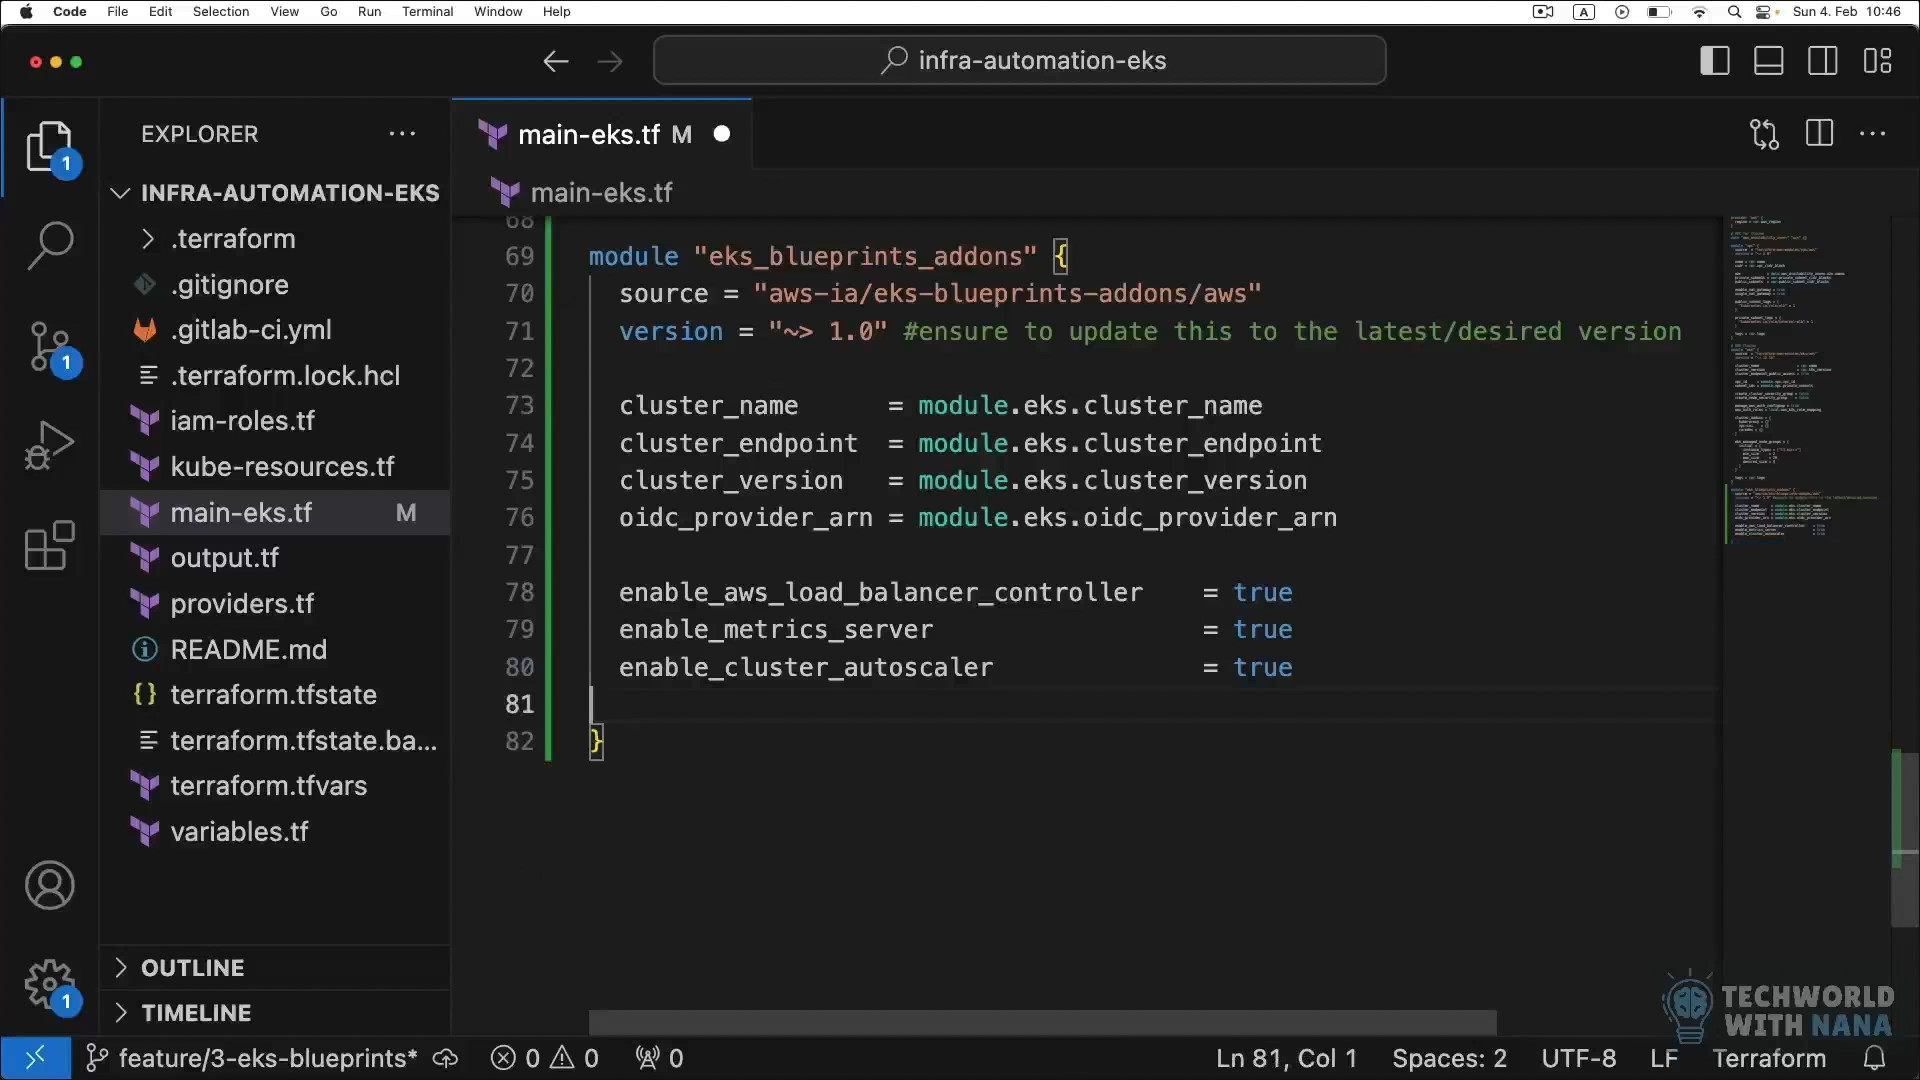 Code File Edit Selection View Go Run Terminal Window Help
A Sun 4. Feb 10:46
infra-automation-eks
EXPLORER
main-eks.tf M
1
INFRA-AUTOMATION-EKS
main-eks.tf
.terraform
.gitignore
.gitlab-ci.yml
1
.terraform.lock.hcl
iam-roles.tf
kube-resources.tf
main-eks.tf M
output.tf
providers.tf
README.md
terraform.tfstate
terraform.tfstate.ba...
terraform.tfvars
variables.tf
OUTLINE
1
TIMELINE
68
69 module "eks_blueprints_addons" {
70 source = "aws-ia/eks-blueprints-addons/aws"
71 version = "~> 1.0" #ensure to update this to the latest/desired version
72
73 cluster_name = module.eks.cluster_name
74 cluster_endpoint = module.eks.cluster_endpoint
75 cluster_version = module.eks.cluster_version
76 oidc_provider_arn = module.eks.oidc_provider_arn
77
78 enable_aws_load_balancer_controller = true
79 enable_metrics_server = true
80 enable_cluster_autoscaler = true
81
82 }
TECHWORLD
WITH NANA
feature/3-eks-blueprints* 0 0 0 Ln 81, Col 1 Spaces: 2 UTF-8 LF Terraform